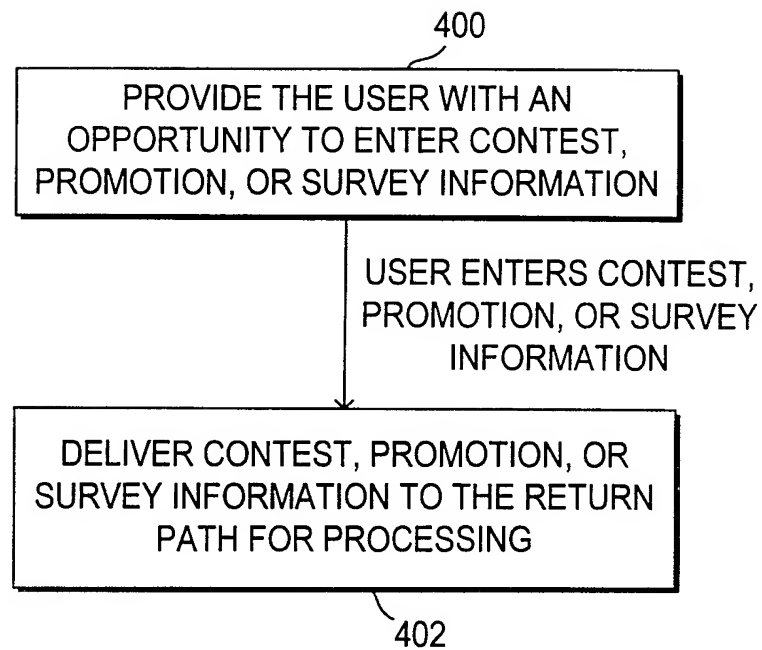 400
PROVIDE THE USER WITH AN
OPPORTUNITY TO ENTER CONTEST,
PROMOTION, OR SURVEY INFORMATION
USER ENTERS CONTEST,
PROMOTION, OR SURVEY
INFORMATION
DELIVER CONTEST, PROMOTION, OR
SURVEY INFORMATION TO THE RETURN
PATH FOR PROCESSING
402